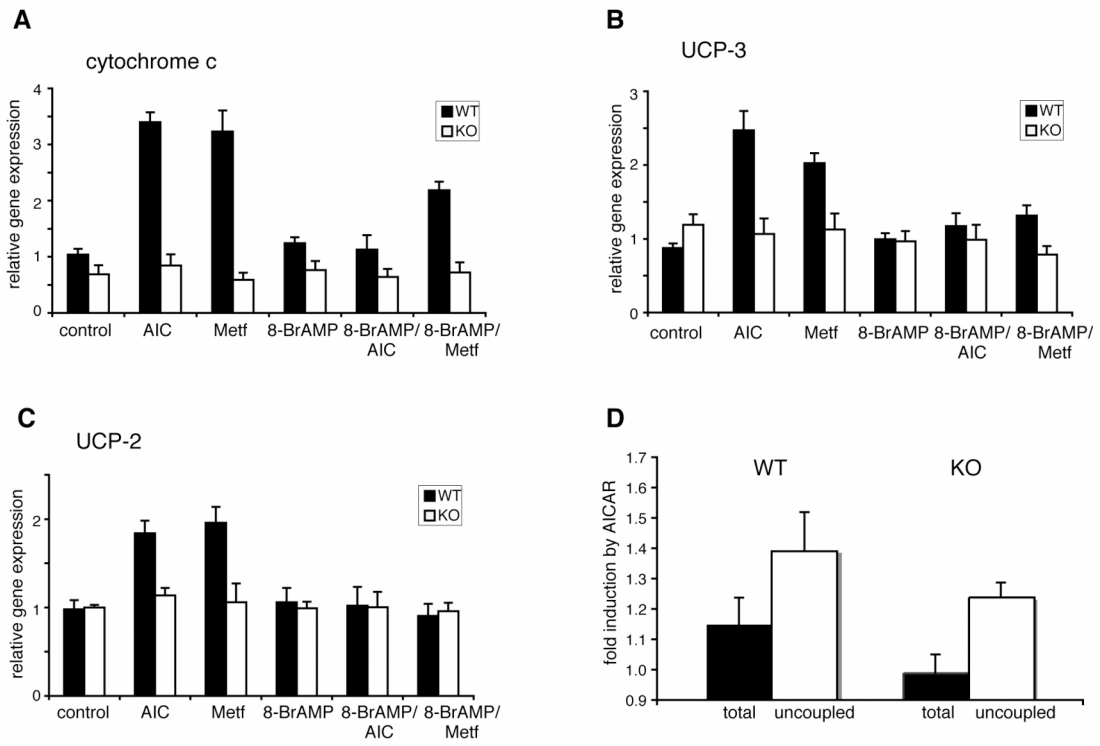 A
cytochrome c
relative gene expression
4
3
2
1
0
WT
KO
control
AIC
Metf
8-BrAMP
8-BrAMP/
AIC
8-BrAMP/
Metf
B
UCP-3
relative gene expression
3
2
1
0
WT
KO
control
AIC
Metf
8-BrAMP
8-BrAMP/
AIC
8-BrAMP/
Metf
C
UCP-2
relative gene expression
2
1
0
WT
KO
control
AIC
Metf
8-BrAMP
8-BrAMP/
AIC
8-BrAMP/
Metf
D
WT
KO
fold induction by AICAR
1.7
1.6
1.5
1.4
1.3
1.2
1.1
1.0
0.9
total
uncoupled
total
uncoupled